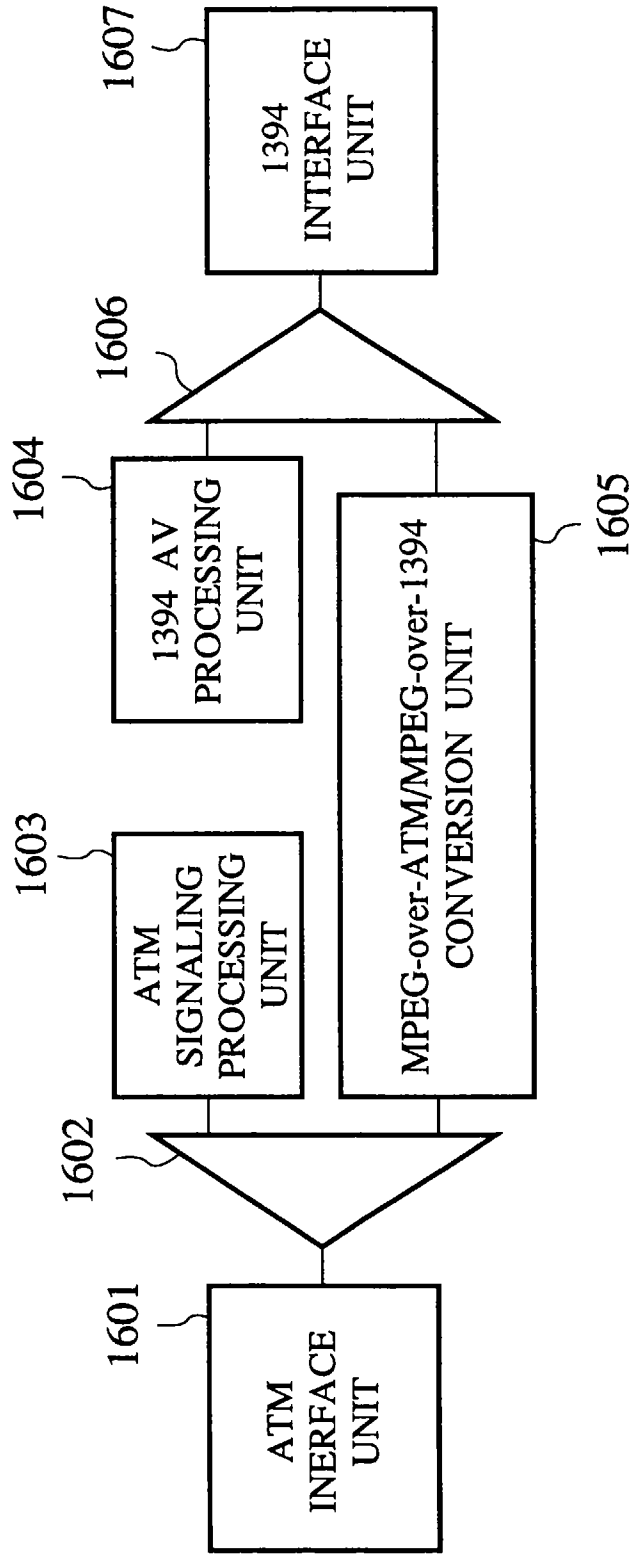 1601
ATM
INERFACE
UNIT
1602
1603
ATM
SIGNALING
PROCESSING
UNIT
1604
1394 AV
PROCESSING
UNIT
MPEG-over-ATM/MPEG-over-1394
CONVERSION UNIT
1605
1606
1607
1394
INTERFACE
UNIT